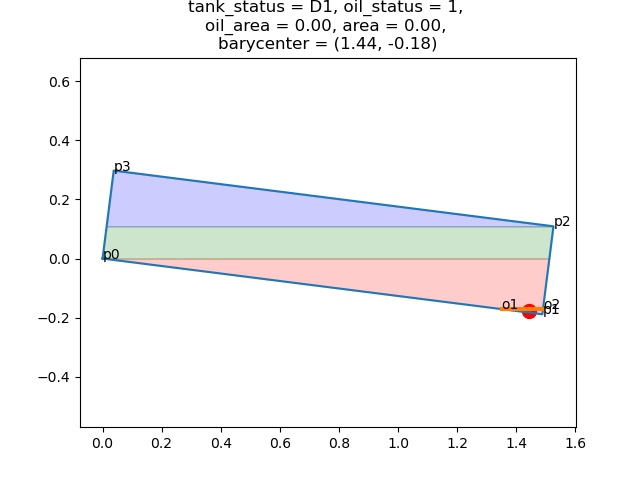 tank_status = D1, oil_status = 1,
oil_area = 0.00, area = 0.00,
barycenter = (1.44, -0.18)
0.6
0.4
0.2
0.0
−0.2
−0.4
p3
p2
p0
o1
o2
p1
0.0 0.2 0.4 0.6 0.8 1.0 1.2 1.4 1.6